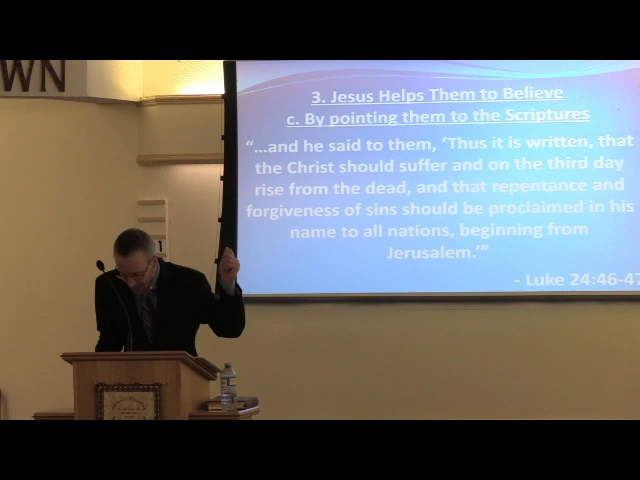 WN
3. Jesus Helps Them to Believe
c. By pointing them to the Scriptures
“…and he said to them, ‘Thus it is written, that
the Christ should suffer and on the third day
rise from the dead, and that repentance and
forgiveness of sins should be proclaimed in his
name to all nations, beginning from
Jerusalem.’”
- Luke 24:46-47
1